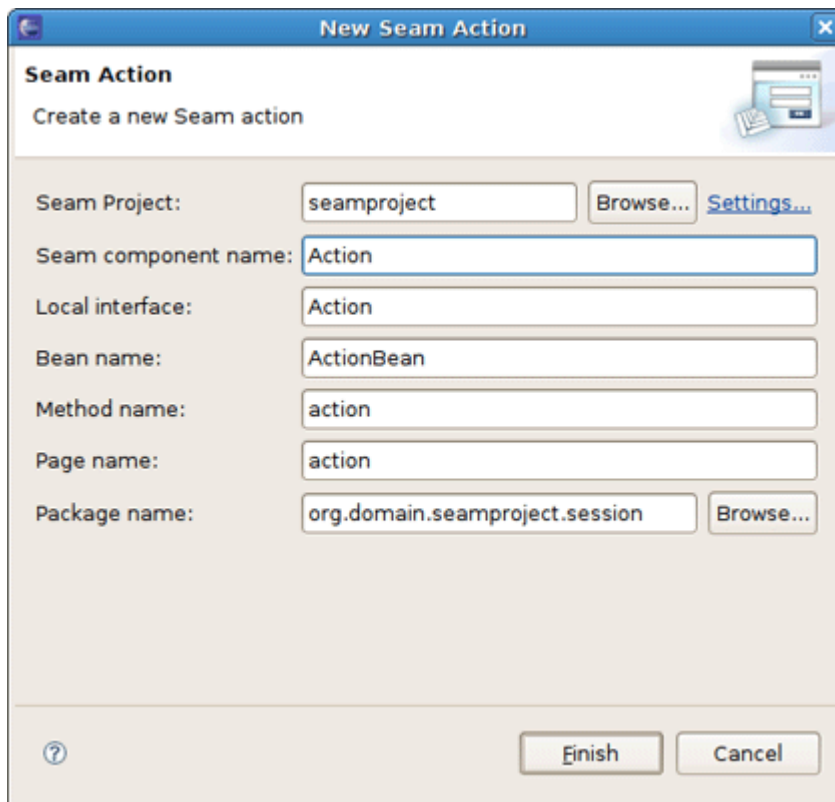 New Seam Action
Seam Action
Create a new Seam action
Seam Project: seamproject Browse... Settings...
Seam component name: Action
Local interface: Action
Bean name: ActionBean
Method name: action
Page name: action
Package name: org.domain.seamproject.session Browse...
? Finish Cancel